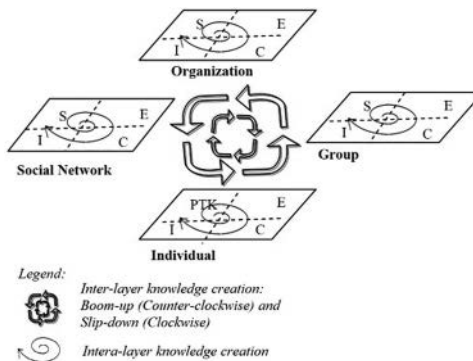 S E
I C
Organization
S E
I C
Social Network
S E
I C
Group
PTK E
I C
Individual
Legend:
Inter-layer knowledge creation:
Boom-up (Counter-clockwise) and
Slip-down (Clockwise)
Intera-layer knowledge creation